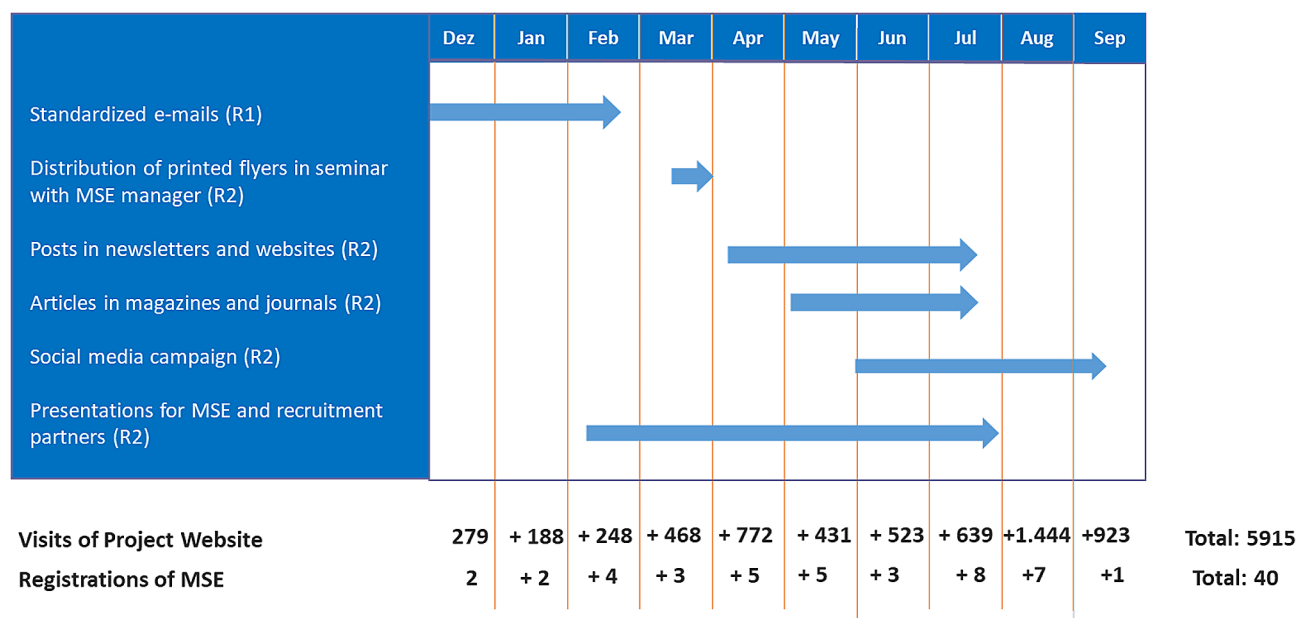 Dez Jan Feb Mar Apr May Jun Jul Aug Sep
Standardized e-mails (R1)
Distribution of printed flyers in seminar
with MSE manager (R2)
Posts in newsletters and websites (R2)
Articles in magazines and journals (R2)
Social media campaign (R2)
Presentations for MSE and recruitment
partners (R2)
Visits of Project Website 279 + 188 + 248 + 468 + 772 + 431 + 523 + 639 +1.444 +923 Total: 5915
Registrations of MSE 2 + 2 + 4 + 3 + 5 + 5 + 3 + 8 +7 +1 Total: 40